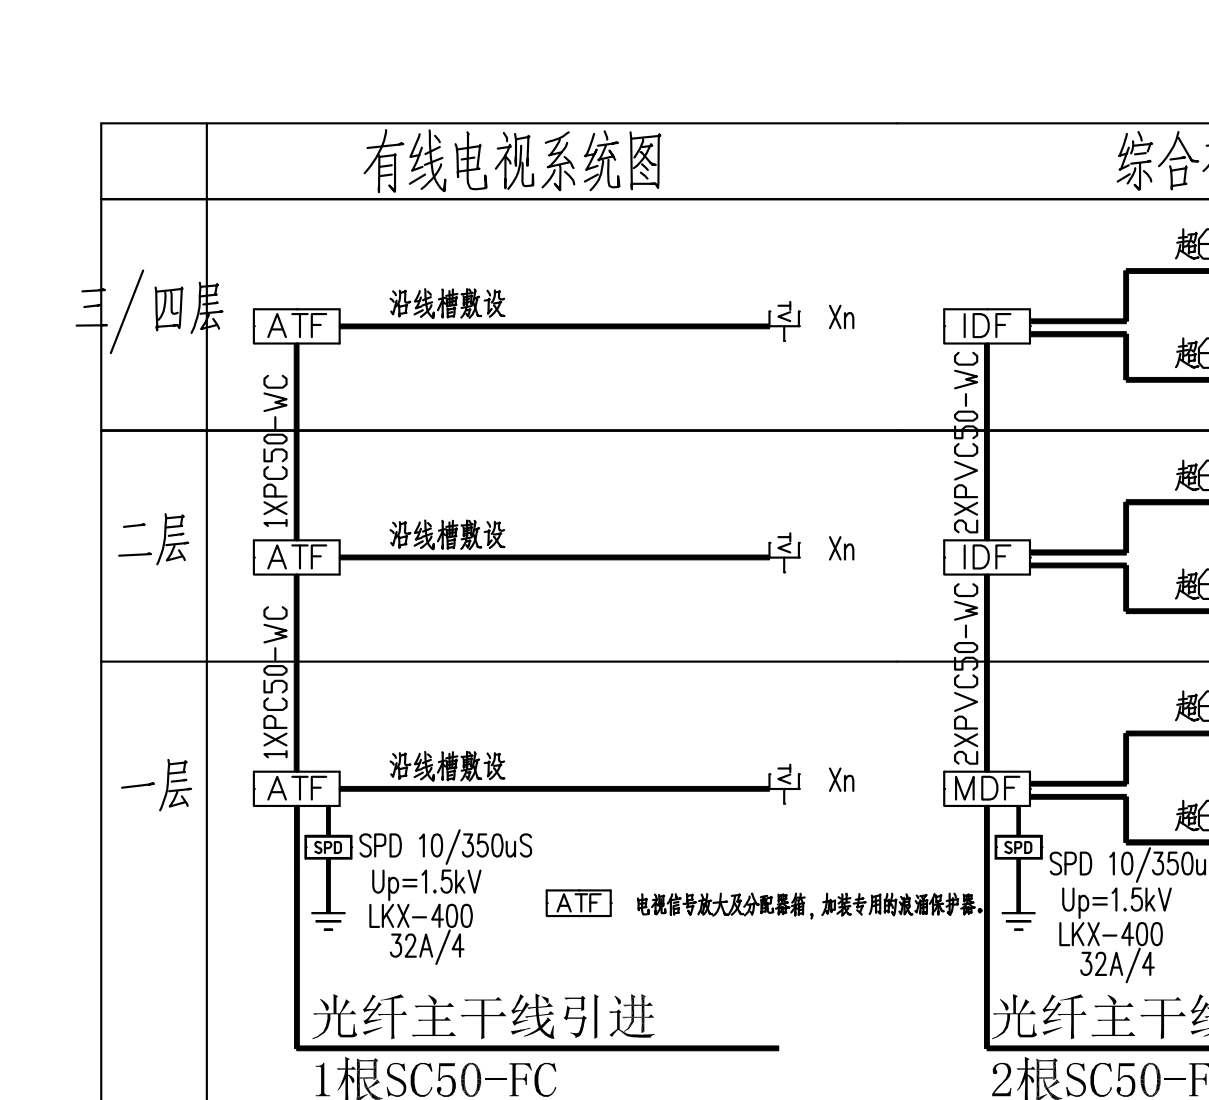 有线电视系统图
综合
三/四层
超
沿线槽敷设
ATF
Xn
IDF
超
1XPC50-WC
2XPVC50-WC
二层
超
沿线槽敷设
ATF
Xn
IDF
超
1XPC50-WC
2XPVC50-WC
一层
超
沿线槽敷设
ATF
Xn
MDF
超
SPD
SPD 10/350uS
Up=1.5kV
LKX-400
32A/4
ATF
电视信号放大及分配器箱,加装专用的浪涌保护器.
SPD
SPD 10/350u
Up=1.5kV
LKX-400
32A/4
光纤主干线引进
1根SC50-FC
光纤主干线
2根SC50-F